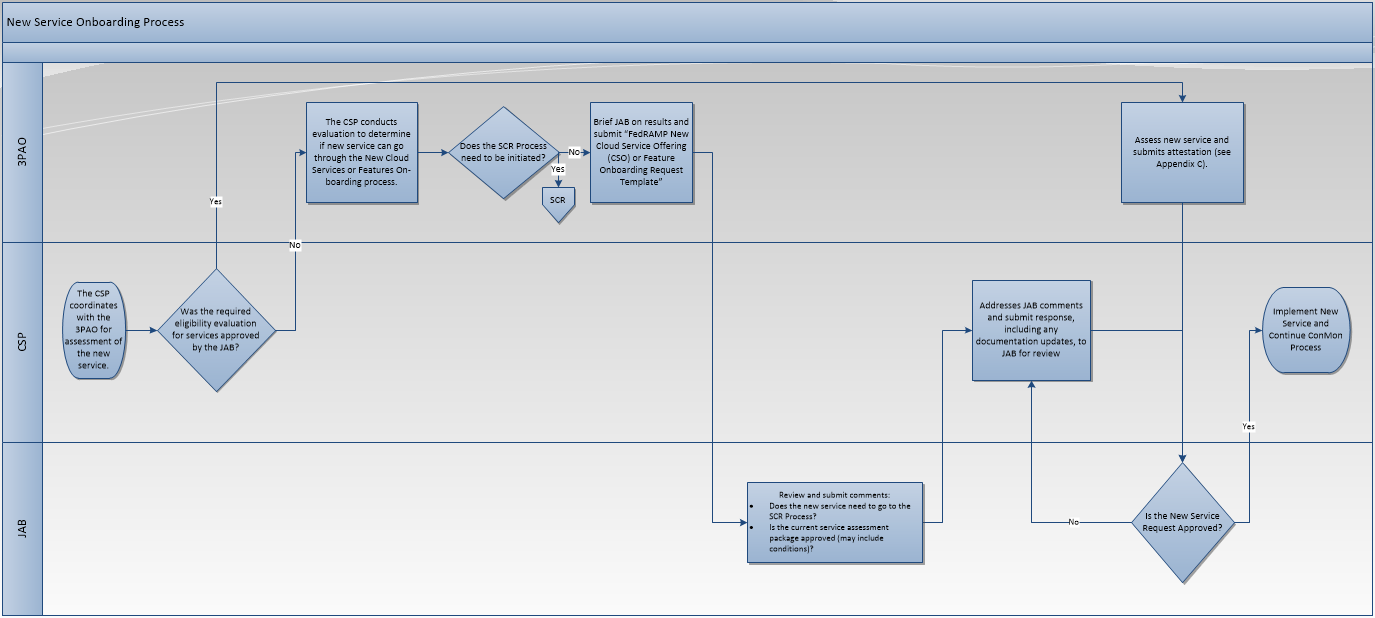 New Service Onboarding Process
3PAO
The CSP conducts
evaluation to determine
if new service can go
through the New Cloud
Services or Features On-
boarding process.
Does the SCR Process
need to be initiated?
No
Yes
SCR
Brief JAB on results and
submit “FedRAMP New
Cloud Service Offering
(CSO) or Feature
Onboarding Request
Template”
Assess new service and
submits attestation (see
Appendix C).
Yes
No
CSP
The CSP
coordinates
with the
3PAO for
assessment of
the new
service.
Was the required
eligibility evaluation
for services approved
by the JAB?
Addresses JAB comments
and submit response,
including any
documentation updates, to
JAB for review
Implement New
Service and
Continue ConMon
Process
Yes
JAB
Review and submit comments:
• Does the new service need to go to the
SCR Process?
• Is the current service assessment
package approved (may include
conditions)?
No
Is the New Service
Request Approved?